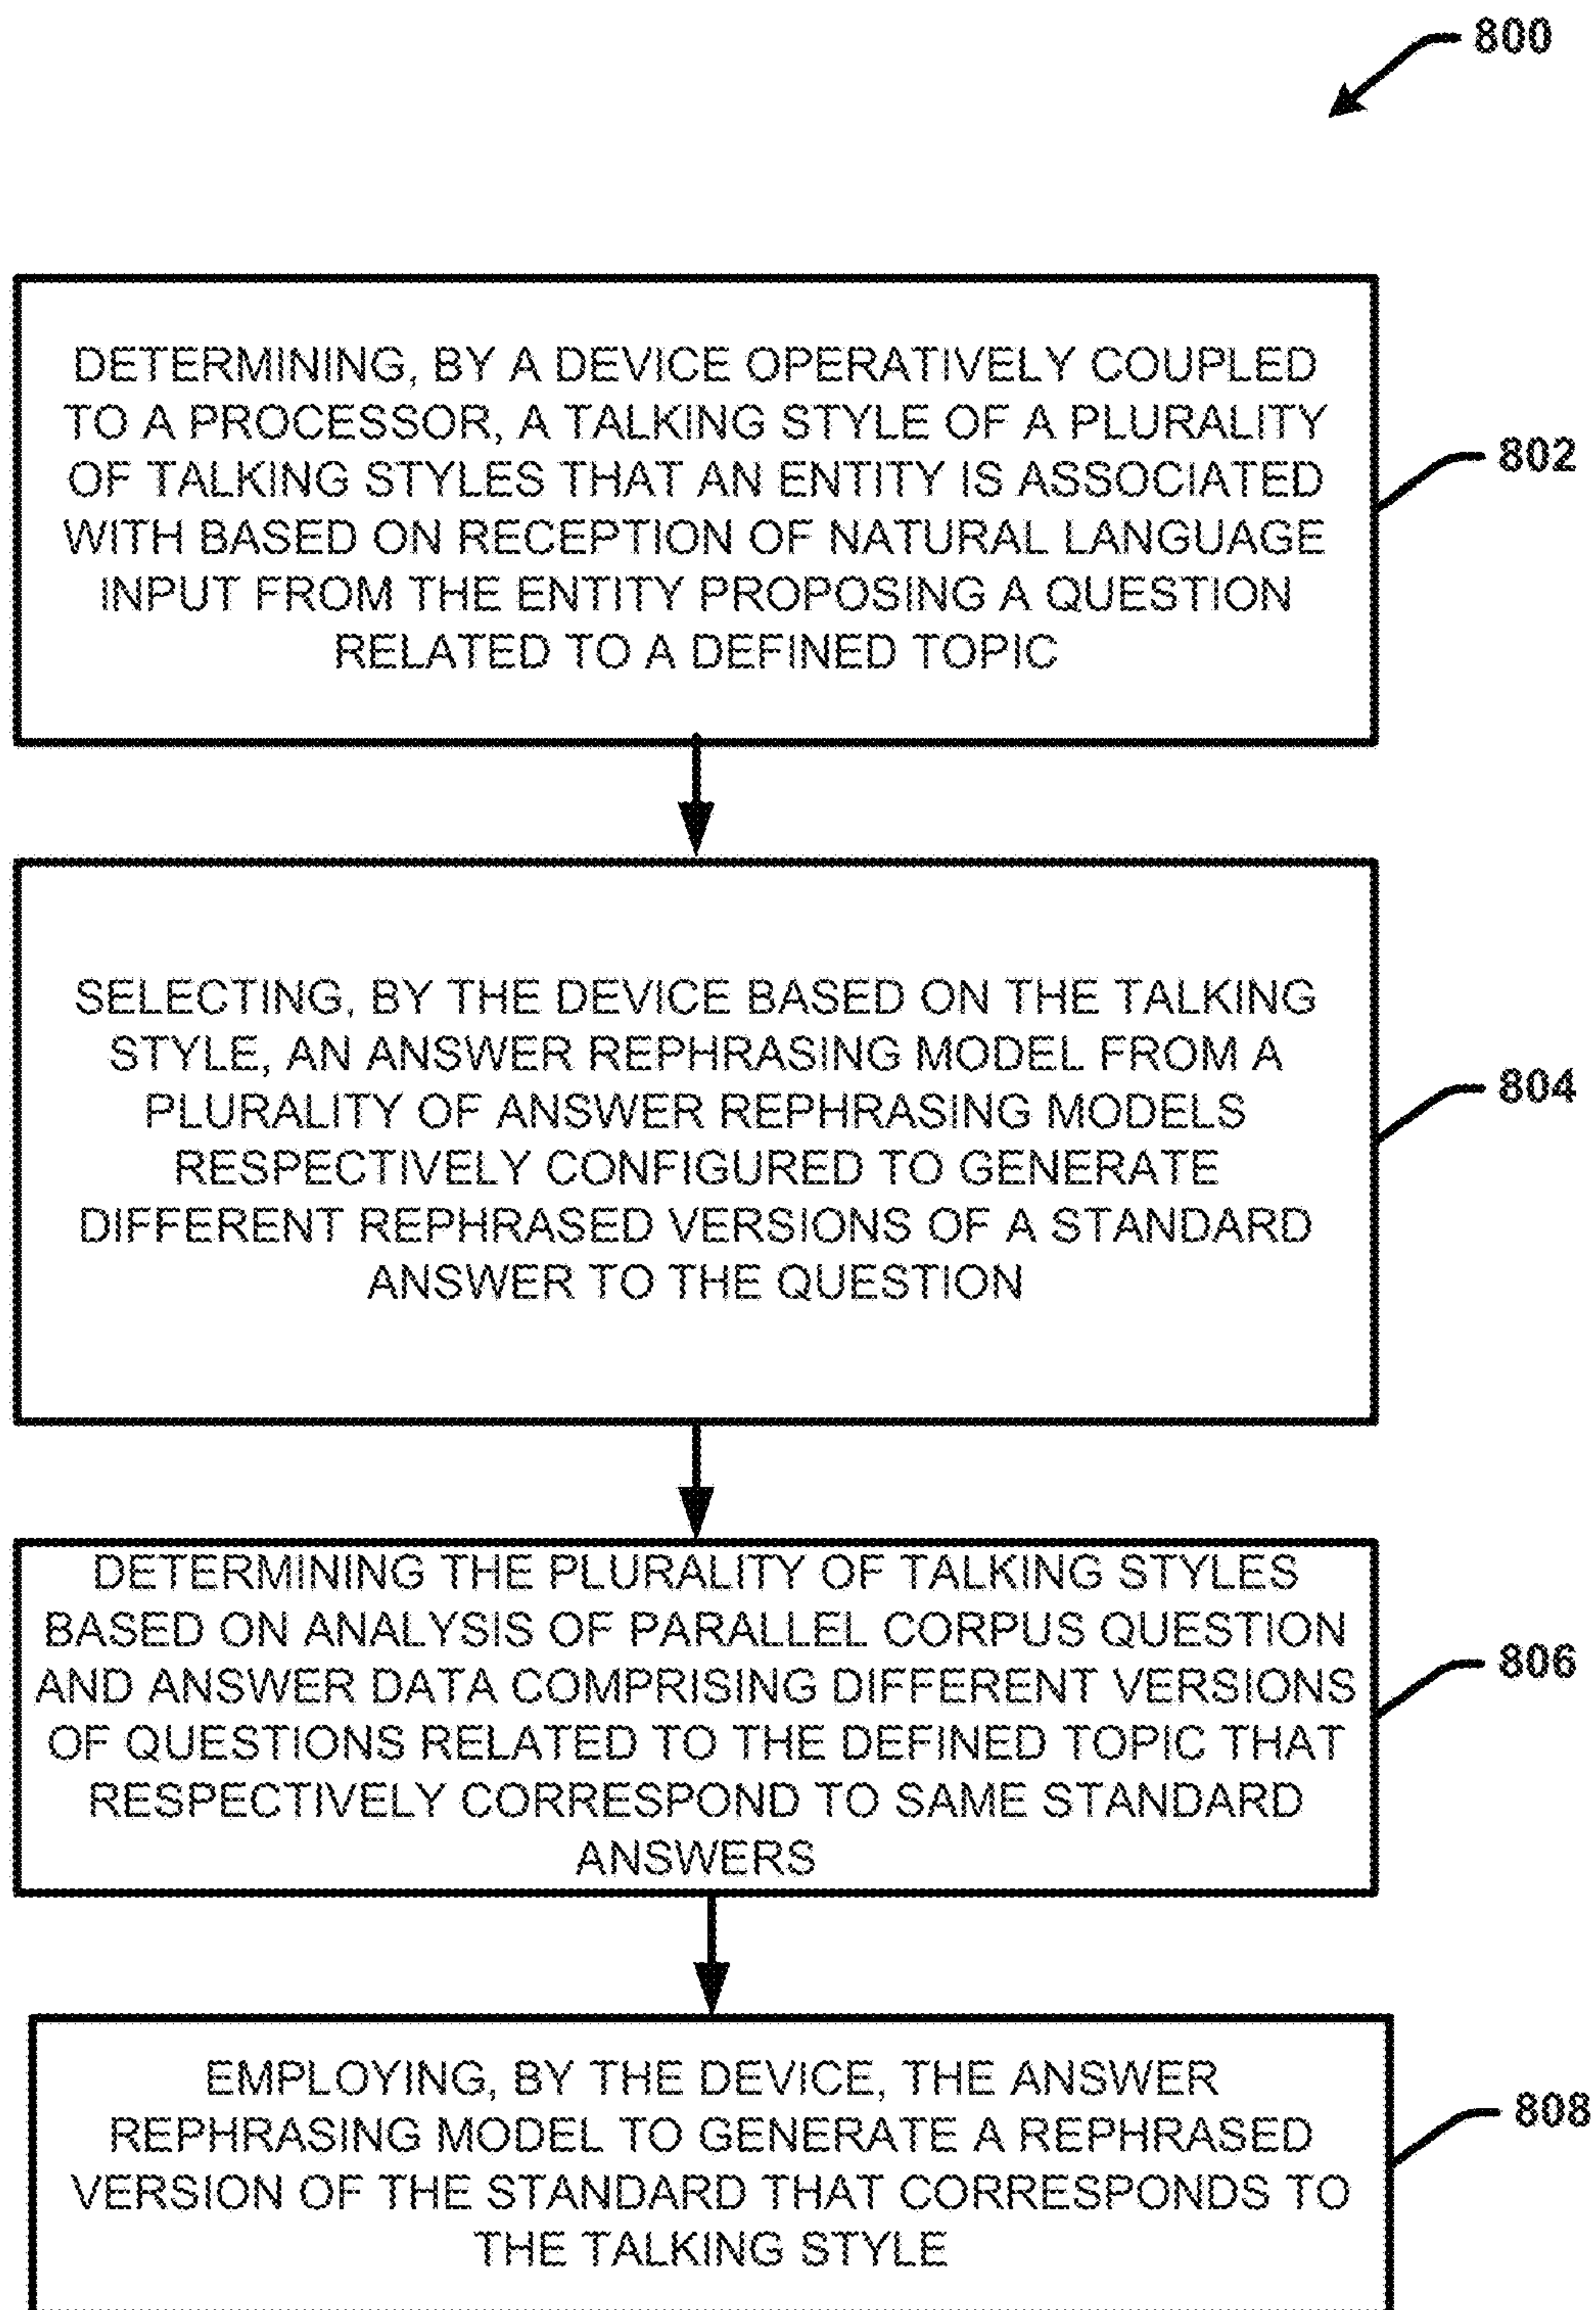 800
DETERMINING, BY A DEVICE OPERATIVELY COUPLED
TO A PROCESSOR, A TALKING STYLE OF A PLURALITY
OF TALKING STYLES THAT AN ENTITY IS ASSOCIATED
WITH BASED ON RECEPTION OF NATURAL LANGUAGE
INPUT FROM THE ENTITY PROPOSING A QUESTION
RELATED TO A DEFINED TOPIC
802
SELECTING, BY THE DEVICE BASED ON THE TALKING
STYLE, AN ANSWER REPHRASING MODEL FROM A
PLURALITY OF ANSWER REPHRASING MODELS
RESPECTIVELY CONFIGURED TO GENERATE
DIFFERENT REPHRASED VERSIONS OF A STANDARD
ANSWER TO THE QUESTION
804
DETERMINING THE PLURALITY OF TALKING STYLES
BASED ON ANALYSIS OF PARALLEL CORPUS QUESTION
AND ANSWER DATA COMPRISING DIFFERENT VERSIONS
OF QUESTIONS RELATED TO THE DEFINED TOPIC THAT
RESPECTIVELY CORRESPOND TO SAME STANDARD
ANSWERS
806
EMPLOYING, BY THE DEVICE, THE ANSWER
REPHRASING MODEL TO GENERATE A REPHRASED
VERSION OF THE STANDARD THAT CORRESPONDS TO
THE TALKING STYLE
808